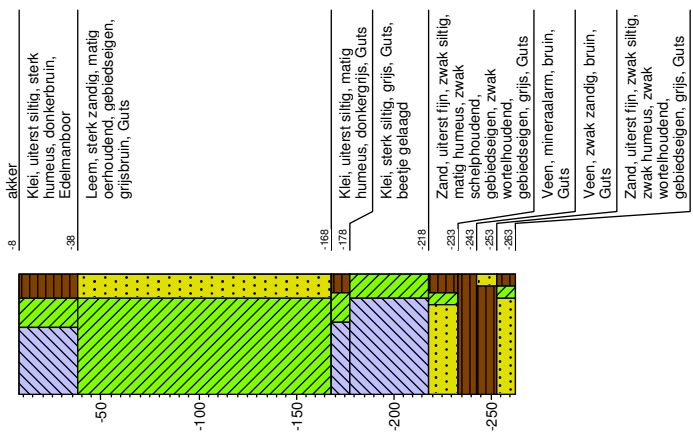 -8
akker
Klei, uiterst siltig, sterk
humeus, donkerbruin,
Edelmanboor
-38
Leem, sterk zandig, matig
oerhoudend, gebiedseigen,
grijsbruin, Guts
-168
Klei, uiterst siltig, matig
humeus, donkergrijs, Guts
-178
Klei, sterk siltig, grijs, Guts,
beetje gelaagd
-218
Zand, uiterst fijn, zwak siltig,
matig humeus, zwak
schelphoudend,
gebiedseigen, zwak
wortelhoudend,
gebiedseigen, grijs, Guts
-233
Veen, mineraalarm, bruin,
Guts
-243
Veen, zwak zandig, bruin,
Guts
-253
Zand, uiterst fijn, zwak siltig,
zwak humeus, zwak
wortelhoudend,
gebiedseigen, grijs, Guts
-263
-50
-100
-150
-200
-250